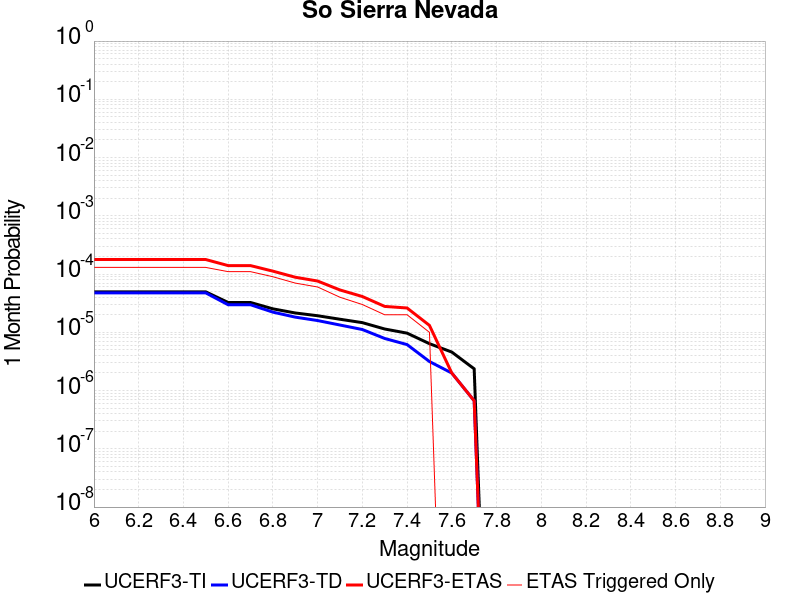 So Sierra Nevada
10^0
10^-1
10^-2
10^-3
10^-4
10^-5
10^-6
10^-7
10^-8
1 Month Probability
6 6.2 6.4 6.6 6.8 7 7.2 7.4 7.6 7.8 8 8.2 8.4 8.6 8.8 9
Magnitude
UCERF3-TI UCERF3-TD UCERF3-ETAS ETAS Triggered Only